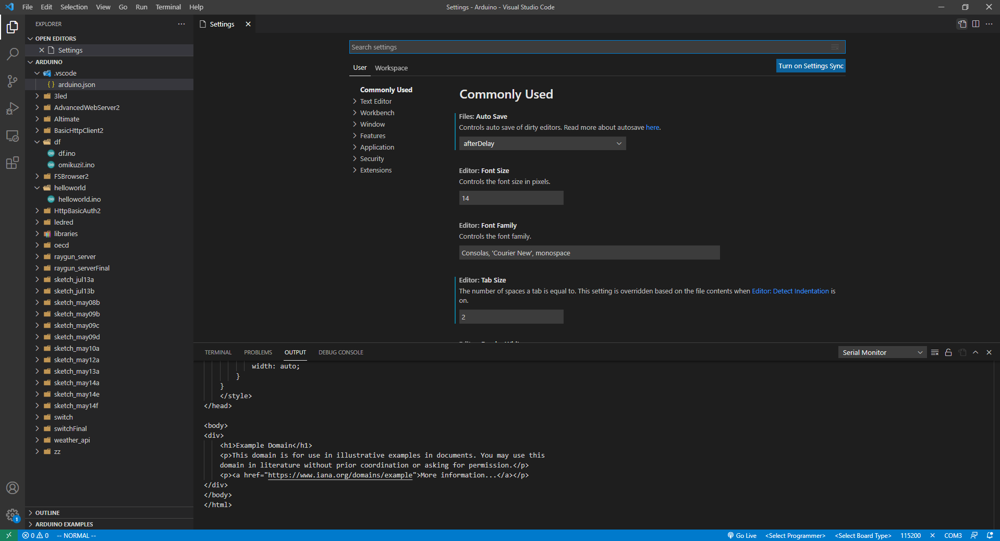 File Edit Selection View Go Run Terminal Help
Settings - Arduino - Visual Studio Code
EXPLORER
OPEN EDITORS
Settings
ARDUINO
.vscode
arduino.json
3led
AdvancedWebServer2
Altimate
BasicHttpClient2
df
df.ino
omikuzi!.ino
FSBrowser2
helloworld
helloworld.ino
HttpBasicAuth2
ledred
libraries
oecd
raygun_server
raygun_serverFinal
sketch_jul13a
sketch_jul13b
sketch_may08b
sketch_may09b
sketch_may09c
sketch_may09d
sketch_may10a
sketch_may12a
sketch_may13a
sketch_may14a
sketch_may14e
sketch_may14f
switch
switchFinal
weather_api
zz
OUTLINE
ARDUINO EXAMPLES
Settings
Search settings
User Workspace
Turn on Settings Sync
Commonly Used
Text Editor
Workbench
Window
Features
Application
Security
Extensions
Commonly Used
Files: Auto Save
Controls auto save of dirty editors. Read more about autosave here.
afterDelay
Editor: Font Size
Controls the font size in pixels.
14
Editor: Font Family
Controls the font family.
Consolas, 'Courier New', monospace
Editor: Tab Size
The number of spaces a tab is equal to. This setting is overridden based on the file contents when Editor: Detect Indentation is
on.
2
TERMINAL PROBLEMS OUTPUT DEBUG CONSOLE
Serial Monitor
width: auto;
}
}
</style>
</head>
<body>
<div>
<h1>Example Domain</h1>
<p>This domain is for use in illustrative examples in documents. You may use this
domain in literature without prior coordination or asking for permission.</p>
<p><a href="https://www.iana.org/domains/example">More information...</a></p>
</div>
</body>
</html>
0 0 -- NORMAL --
Go Live <Select Programmer> <Select Board Type> 115200 COM3